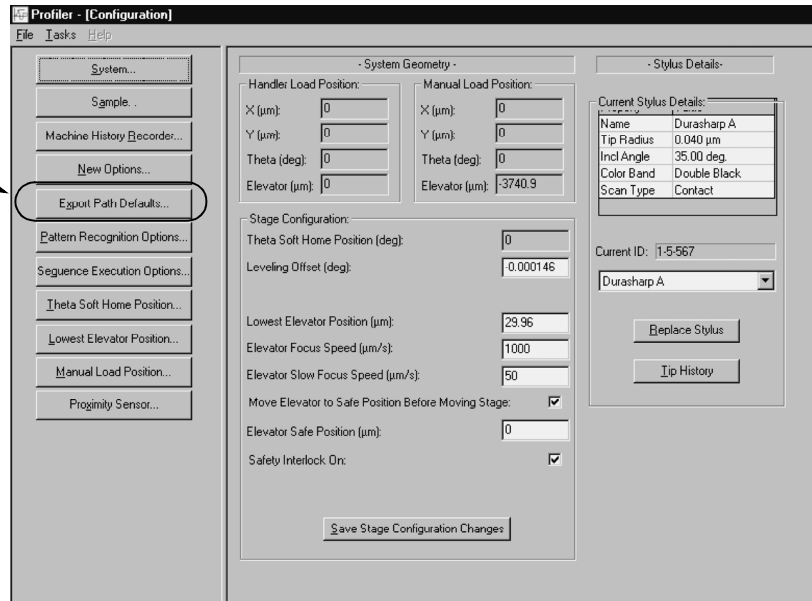 Profiler - [Configuration]
File Tasks Help
System...
Sample. .
Machine History Recorder...
New Options...
Export Path Defaults...
Pattern Recognition Options...
Sequence Execution Options...
Theta Soft Home Position...
Lowest Elevator Position...
Manual Load Position...
Proximity Sensor...
- System Geometry -
Handler Load Position:
X (µm): 0
Y (µm): 0
Theta (deg): 0
Elevator (µm): 0
Manual Load Position:
X (µm): 0
Y (µm): 0
Theta (deg): 0
Elevator (µm): -3740.9
Stage Configuration:
Theta Soft Home Position (deg): 0
Leveling Offset (deg): -0.000146
Lowest Elevator Position (µm): 29.96
Elevator Focus Speed (µm/s): 1000
Elevator Slow Focus Speed (µm/s): 50
Move Elevator to Safe Position Before Moving Stage:
Elevator Safe Position (µm): 0
Safety Interlock On:
Save Stage Configuration Changes
- Stylus Details-
Current Stylus Details:
Name Durasharp A
Tip Radius 0.040 µm
Incl Angle 35.00 deg.
Color Band Double Black
Scan Type Contact
Current ID: 1-5-567
Durasharp A
Replace Stylus
Tip History